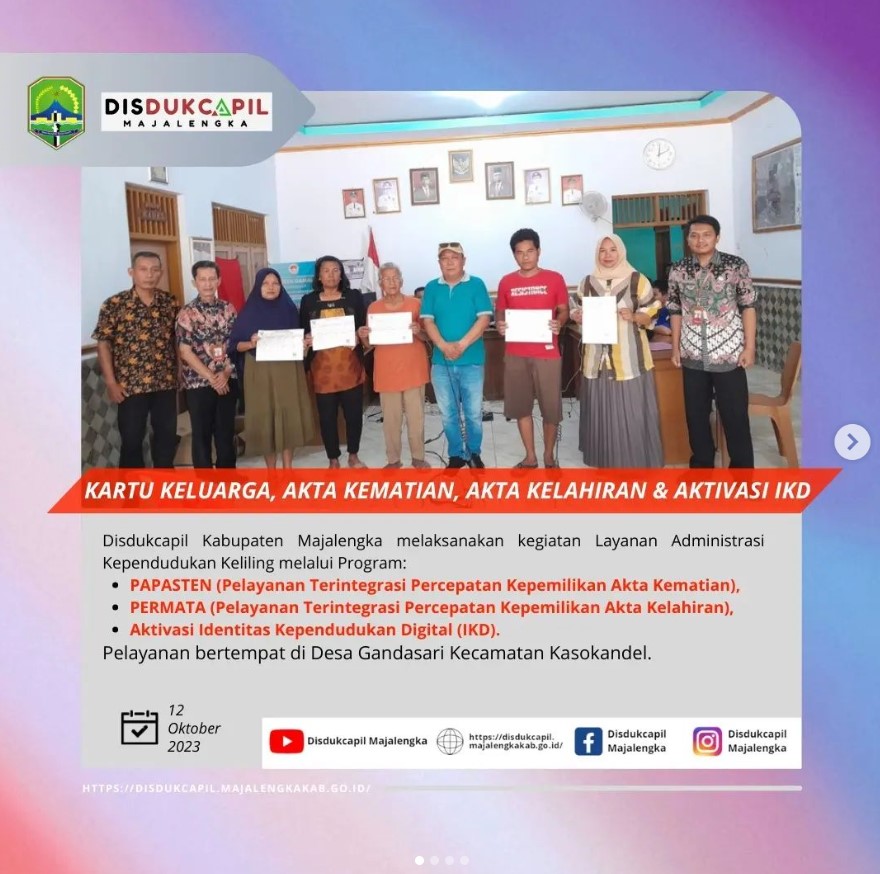 DISDUKCAPIL
MAJALENGKA
KARTU KELUARGA, AKTA KEMATIAN, AKTA KELAHIRAN & AKTIVASI IKD
Disdukcapil Kabupaten Majalengka melaksanakan kegiatan Layanan Administrasi
Kependudukan Keliling melalui Program:
• PAPASTEN (Pelayanan Terintegrasi Percepatan Kepemilikan Akta Kematian),
• PERMATA (Pelayanan Terintegrasi Percepatan Kepemilikan Akta Kelahiran),
• Aktivasi Identitas Kependudukan Digital (IKD).
Pelayanan bertempat di Desa Gandasari Kecamatan Kasokandel.
12
Oktober
2023
Disdukcapil Majalengka
https://disdukcapil.
majalengkakab.go.id/
Disdukcapil
Majalengka
Disdukcapil
Majalengka
HTTPS://DISDUKCAPIL.MAJALENGKAKAB.GO.ID/